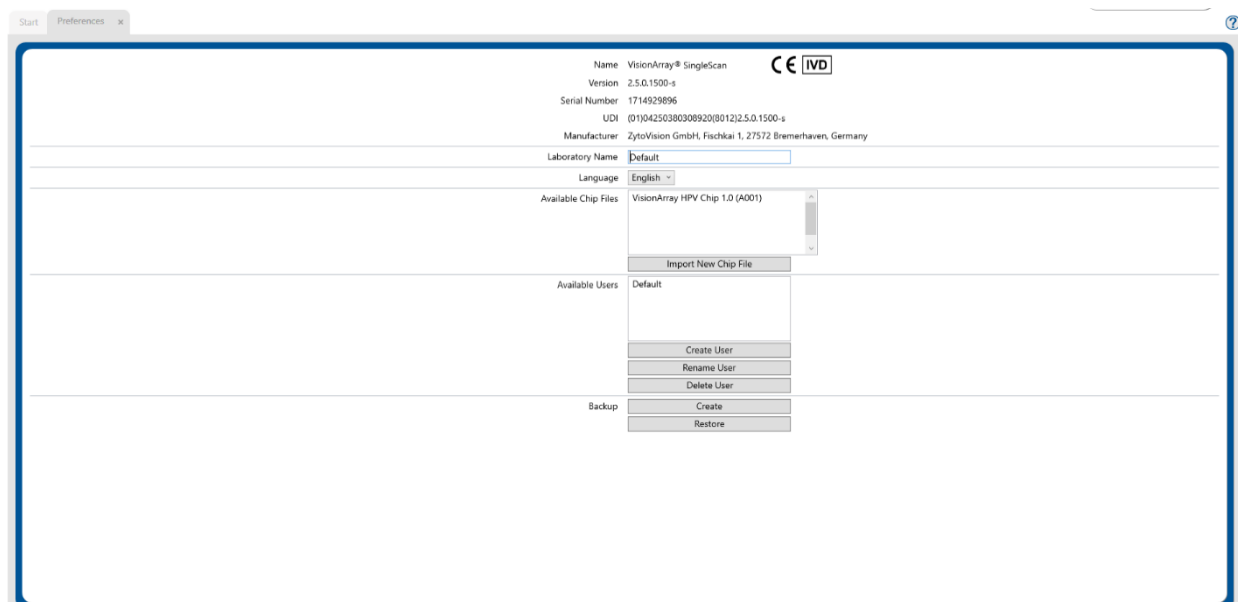 Start Preferences x
?
Name VisionArray® SingleScan CE IVD
Version 2.5.0.1500-s
Serial Number 1714929896
UDI (01)04250380308920(8012)2.5.0.1500-s
Manufacturer ZytoVision GmbH, Fischkai 1, 27572 Bremerhaven, Germany
Laboratory Name Default
Language English
Available Chip Files VisionArray HPV Chip 1.0 (A001)
Import New Chip File
Available Users Default
Create User
Rename User
Delete User
Backup Create
Restore